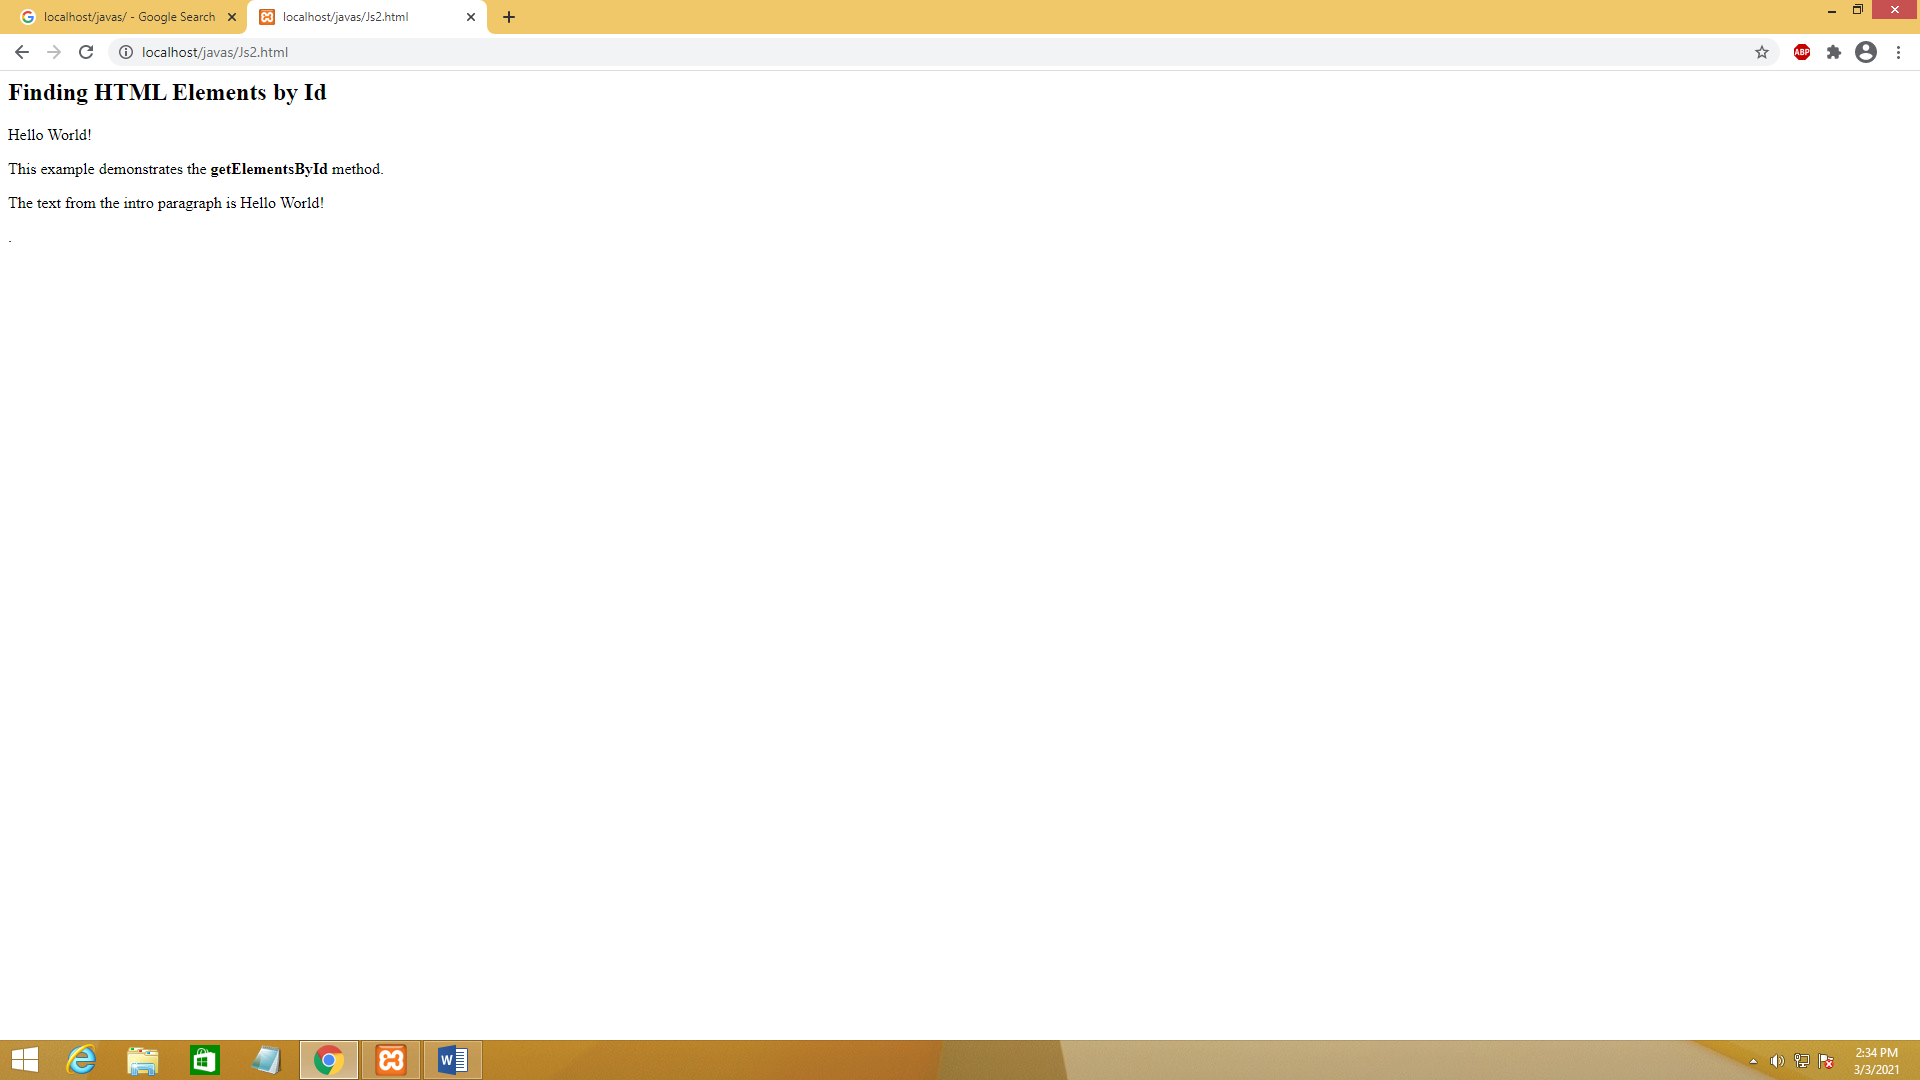 localhost/javas/ - Google Search
localhost/javas/Js2.html
localhost/javas/Js2.html
ABP
Finding HTML Elements by Id
Hello World!
This example demonstrates the getElementsById method.
The text from the intro paragraph is Hello World!
.
2:34 PM
3/3/2021